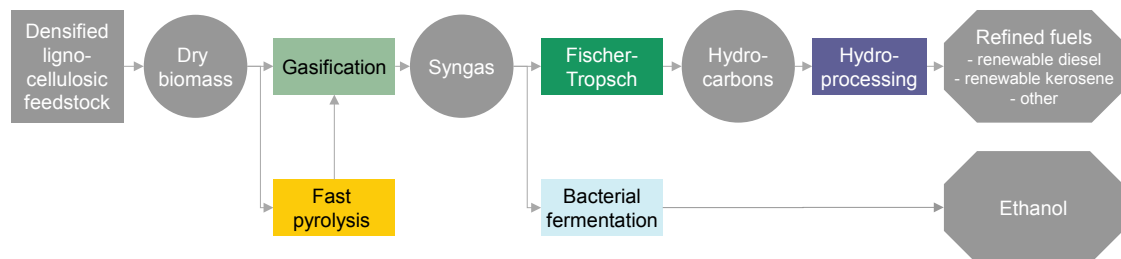 Densified
ligno-
cellulosic
feedstock
Dry
biomass
Gasification
Syngas
Fischer-
Tropsch
Hydro-
carbons
Hydro-
processing
Refined fuels
- renewable diesel
- renewable kerosene
- other
Fast
pyrolysis
Bacterial
fermentation
Ethanol